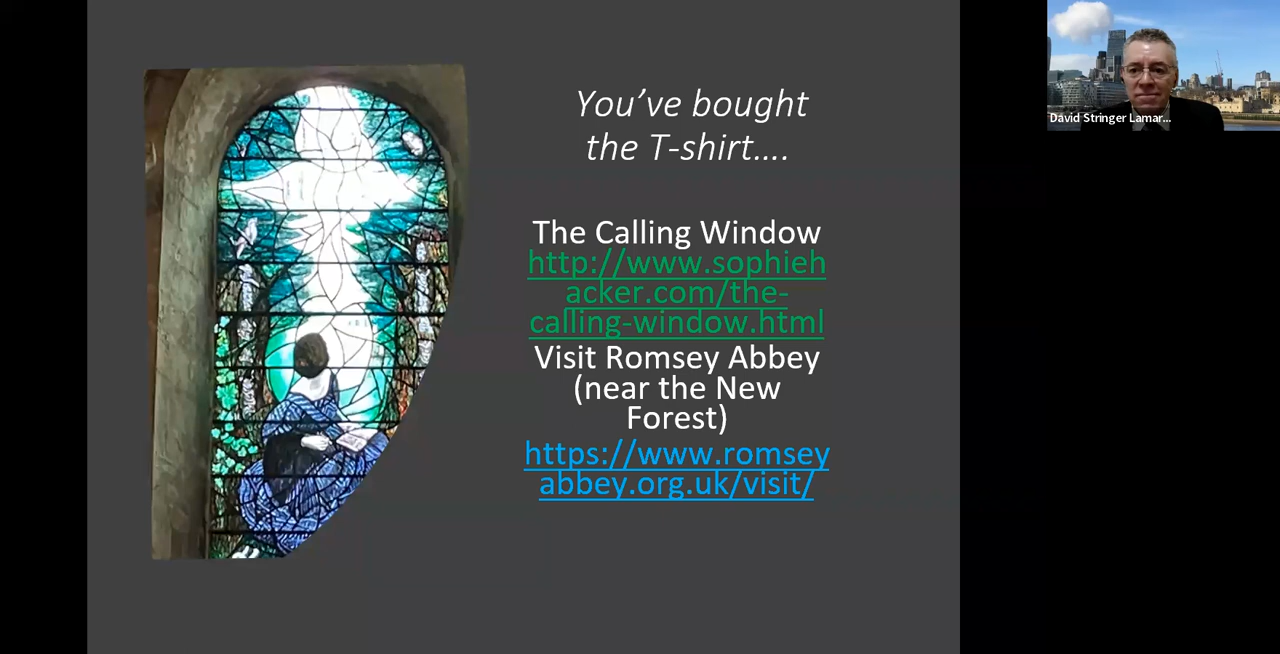 You’ve bought
the T-shirt....
The Calling Window
http://www.sophieh
acker.com/the-
calling-window.html
Visit Romsey Abbey
(near the New
Forest)
https://www.romsey
abbey.org.uk/visit/
David Stringer Lamar...